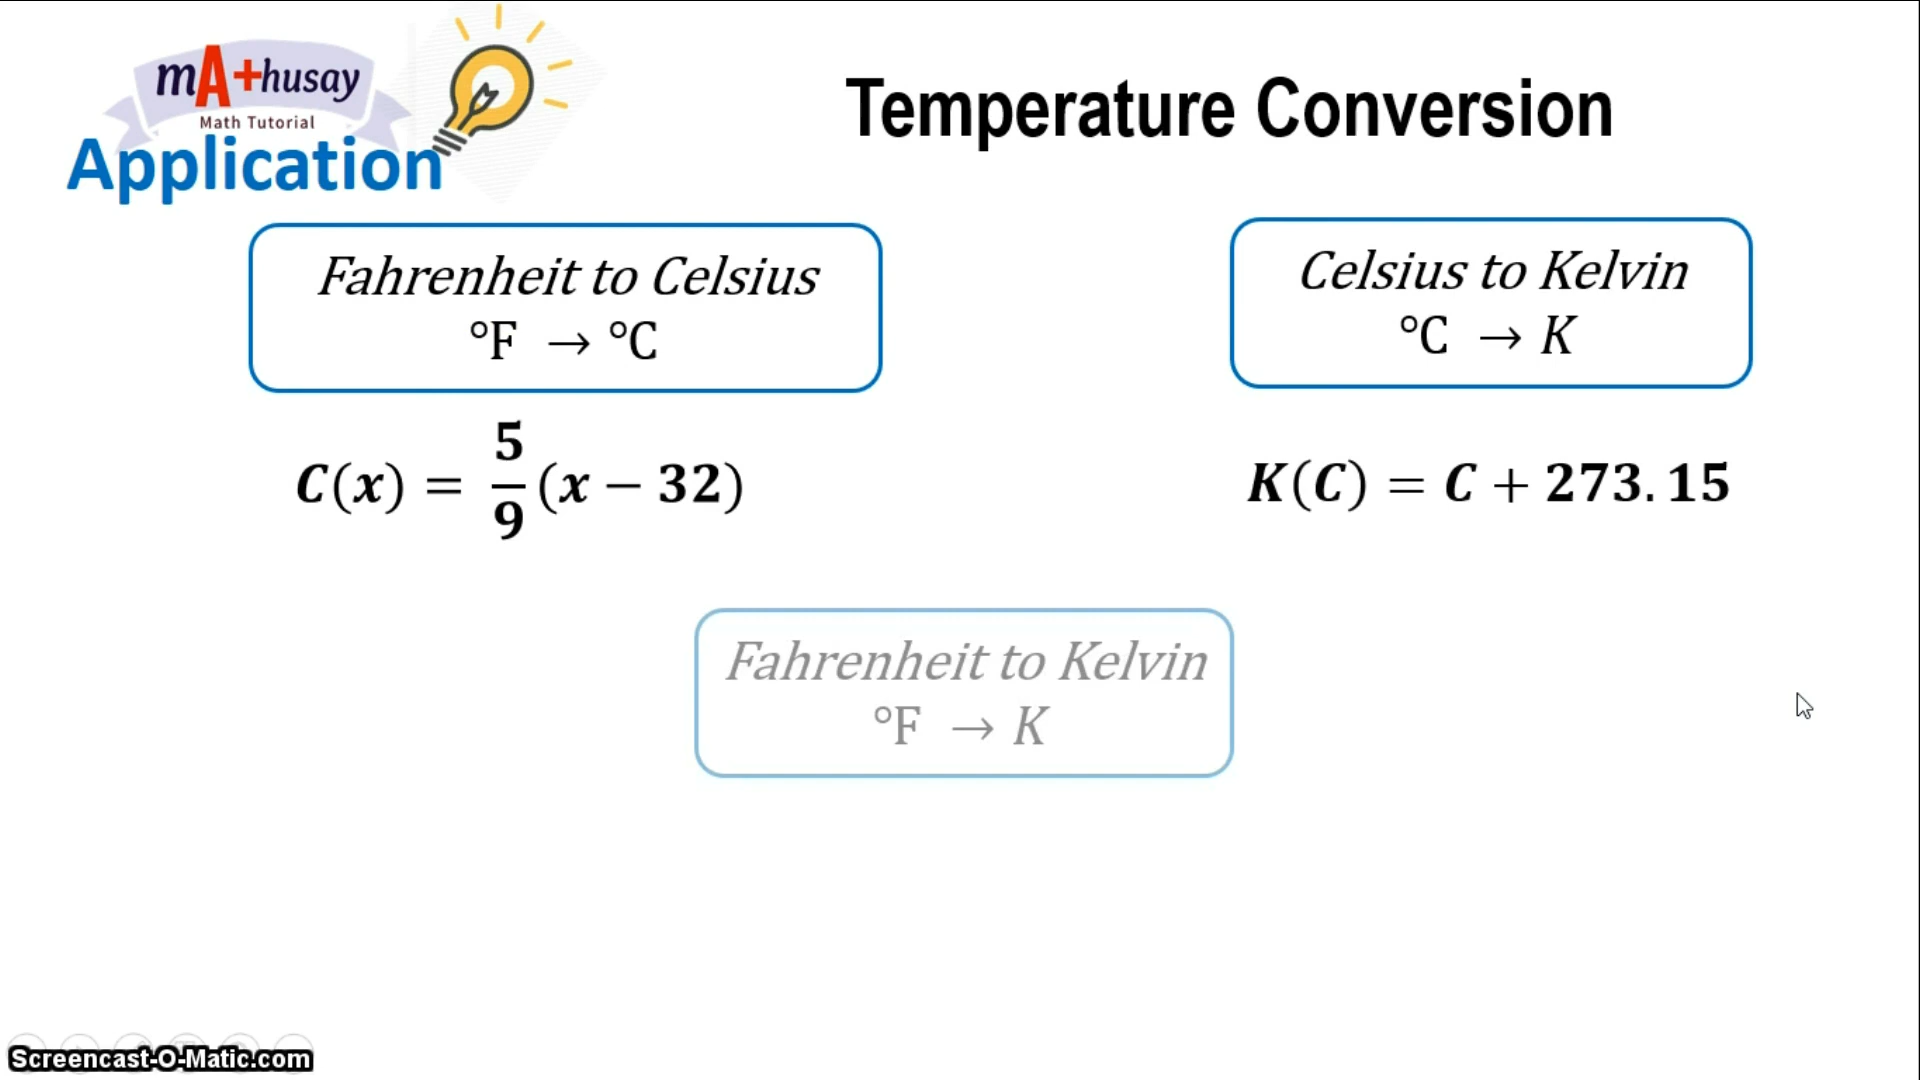 mA+husay
Math Tutorial
Application
Temperature Conversion
Fahrenheit to Celsius
°F → °C
Celsius to Kelvin
°C → K
C(x) = 5/9 (x − 32)
K(C) = C + 273.15
Fahrenheit to Kelvin
°F → K
Screencast-O-Matic.com